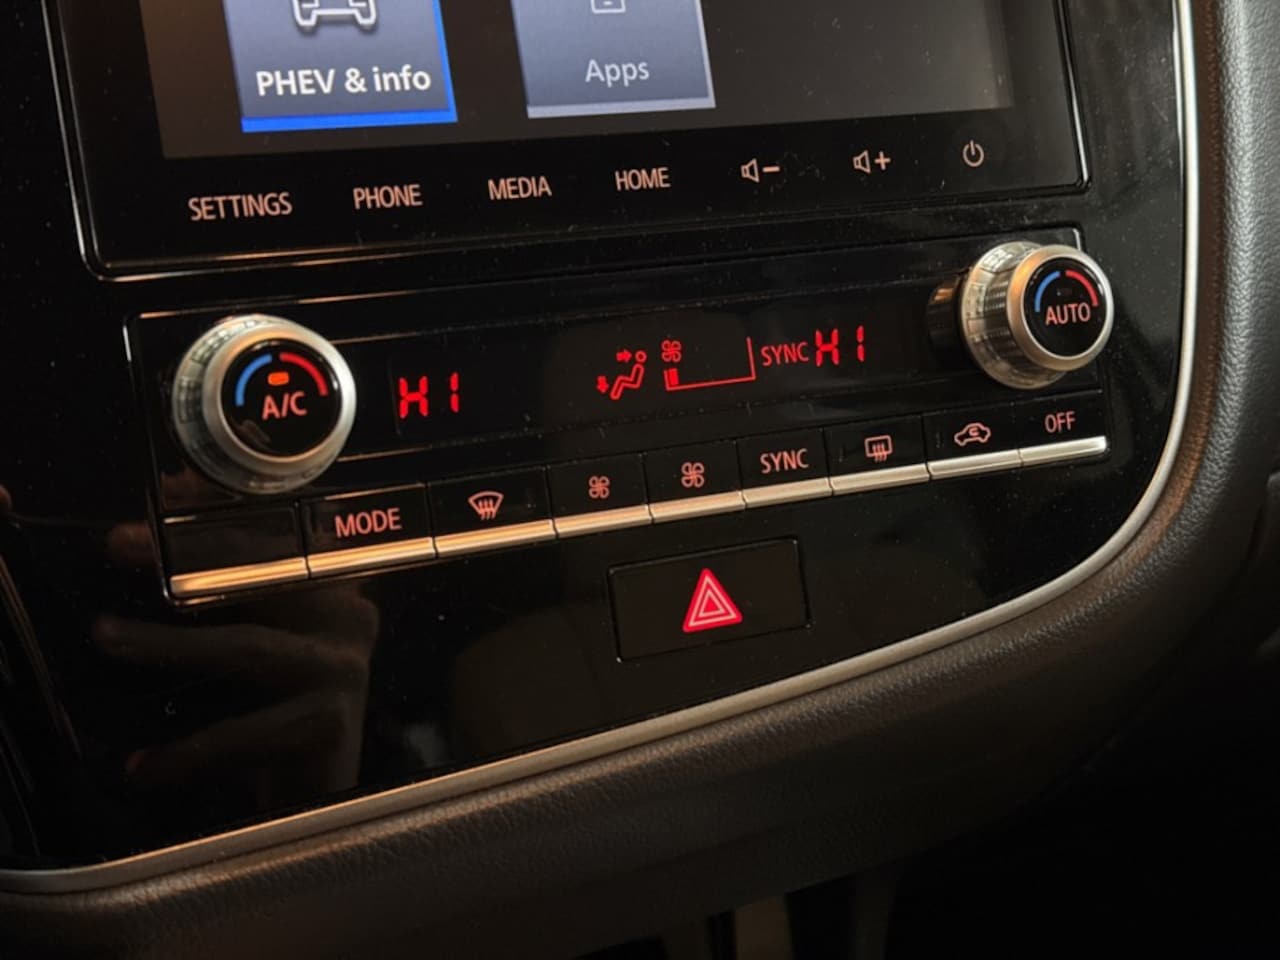 PHEV & info
Apps
SETTINGS
PHONE
MEDIA
HOME
A/C
HI
SYNC HI
AUTO
MODE
SYNC
OFF